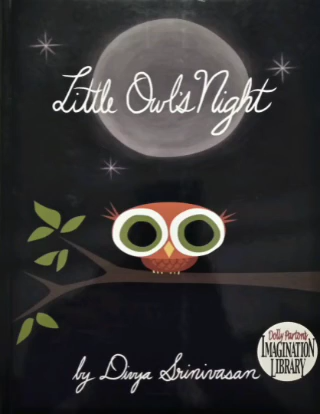 Little Owl's Night
by Divya Srinivasan
Dolly Parton's
IMAGINATION
LIBRARY